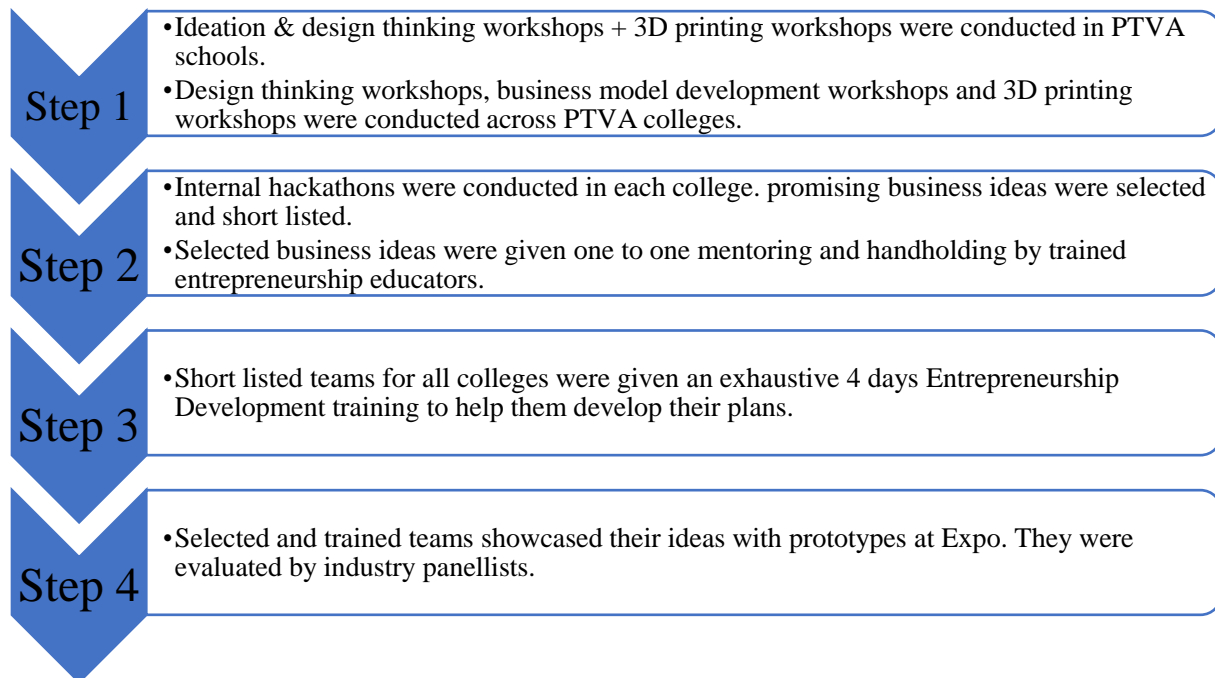 Step 1
•Ideation & design thinking workshops + 3D printing workshops were conducted in PTVA
schools.
•Design thinking workshops, business model development workshops and 3D printing
workshops were conducted across PTVA colleges.
Step 2
•Internal hackathons were conducted in each college. promising business ideas were selected
and short listed.
•Selected business ideas were given one to one mentoring and handholding by trained
entrepreneurship educators.
Step 3
•Short listed teams for all colleges were given an exhaustive 4 days Entrepreneurship
Development training to help them develop their plans.
Step 4
•Selected and trained teams showcased their ideas with prototypes at Expo. They were
evaluated by industry panellists.